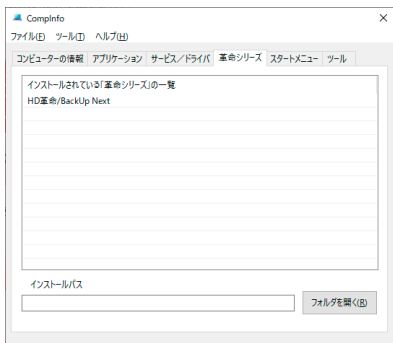 CompInfo
ファイル(F) ツール(T) ヘルプ(H)
コンピューターの情報 アプリケーション サービス／ドライバ 革命シリーズ スタートメニュー ツール
インストールされている「革命シリーズ」の一覧
HD革命/BackUp Next
インストールパス
フォルダを開く(R)